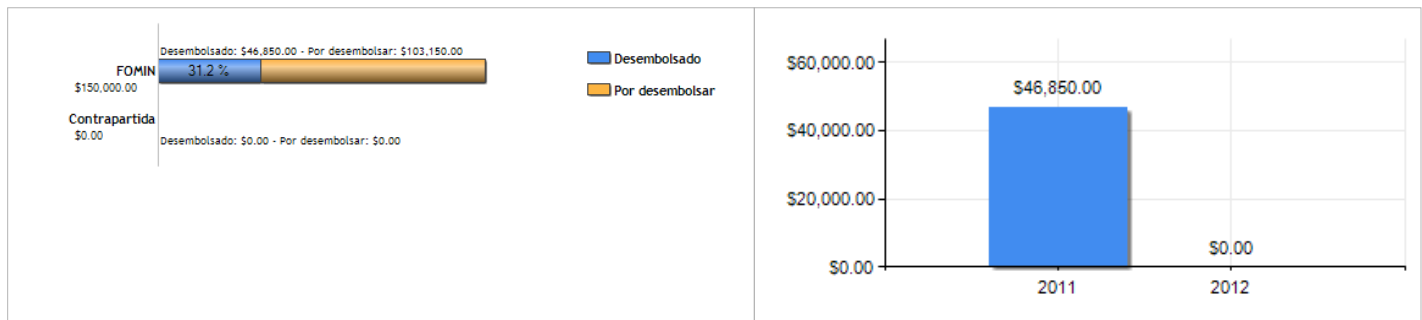 Desembolsado: $46,850.00 - Por desembolsar: $103,150.00
FOMIN
31.2 %
$150,000.00
Contrapartida
$0.00
Desembolsado: $0.00 - Por desembolsar: $0.00
Desembolsado
Por desembolsar
$60,000.00
$46,850.00
$40,000.00
$20,000.00
$0.00
$0.00
2011 2012